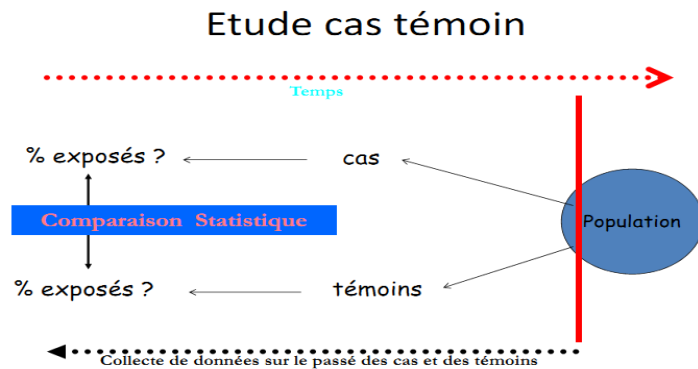 Etude cas témoin
Temps
% exposés ?
cas
Comparaison Statistique
Population
% exposés ?
témoins
Collecte de données sur le passé des cas et des témoins